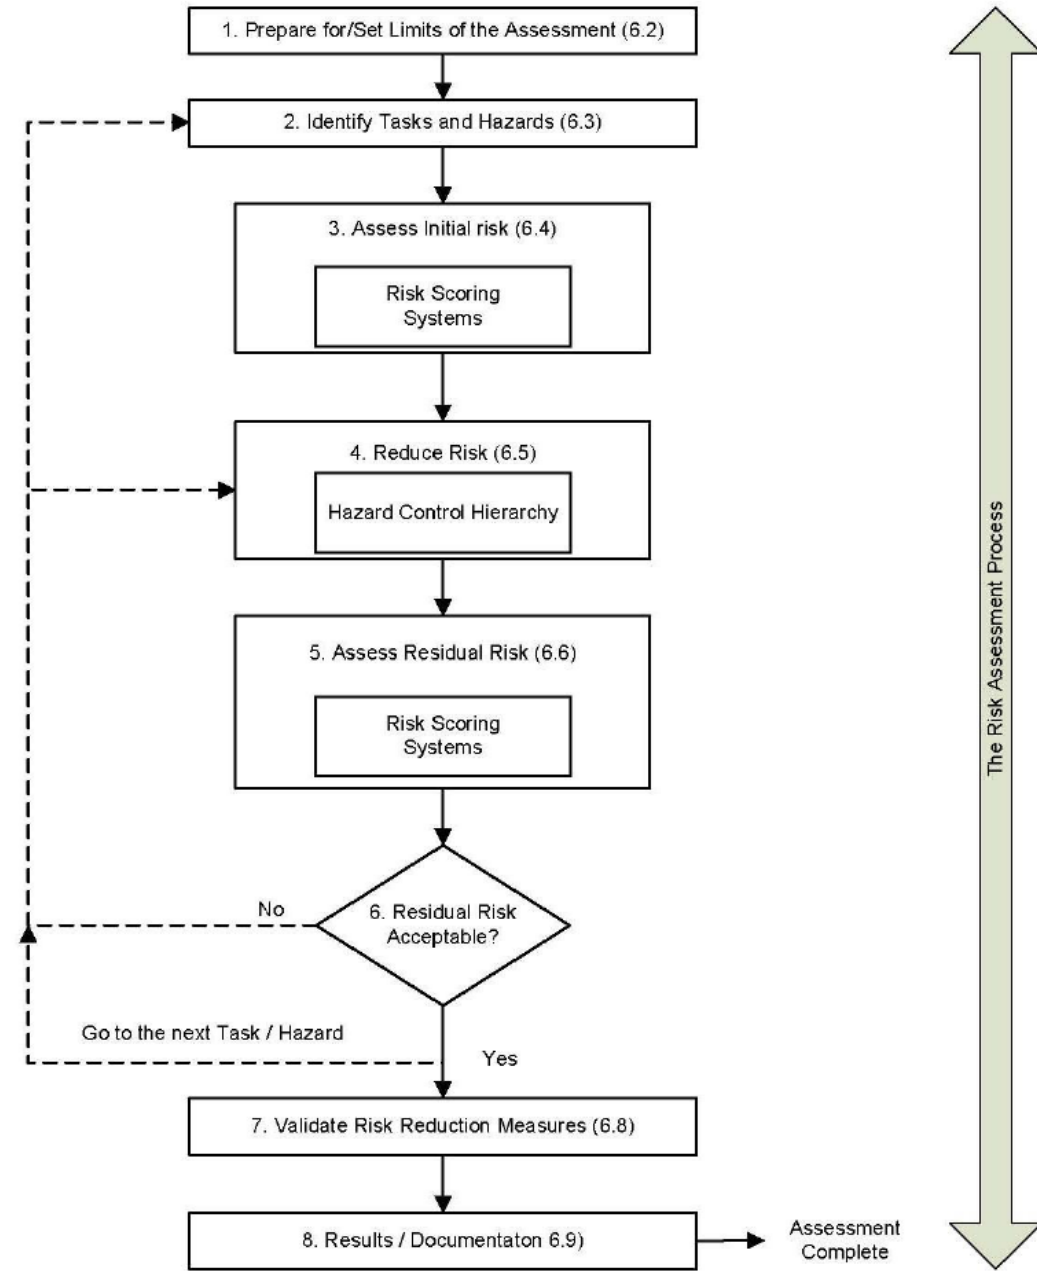 1. Prepare for/Set Limits of the Assessment (6.2)
2. Identify Tasks and Hazards (6.3)
3. Assess Initial risk (6.4)
Risk Scoring
Systems
4. Reduce Risk (6.5)
Hazard Control Hierarchy
5. Assess Residual Risk (6.6)
Risk Scoring
Systems
No
6. Residual Risk
Acceptable?
Go to the next Task / Hazard
Yes
7. Validate Risk Reduction Measures (6.8)
8. Results / Documentaton 6.9)
Assessment
Complete
The Risk Assessment Process